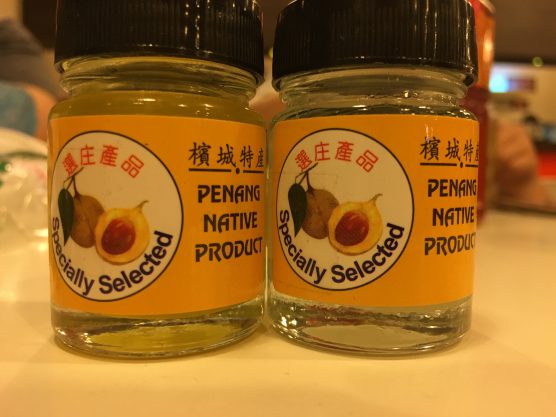 檳城特產
選庄產品
PENANG
NATIVE
PRODUCT
Specially Selected
檳城特產
選庄產品
PENANG
NATIVE
PRODUCT
Specially Selected